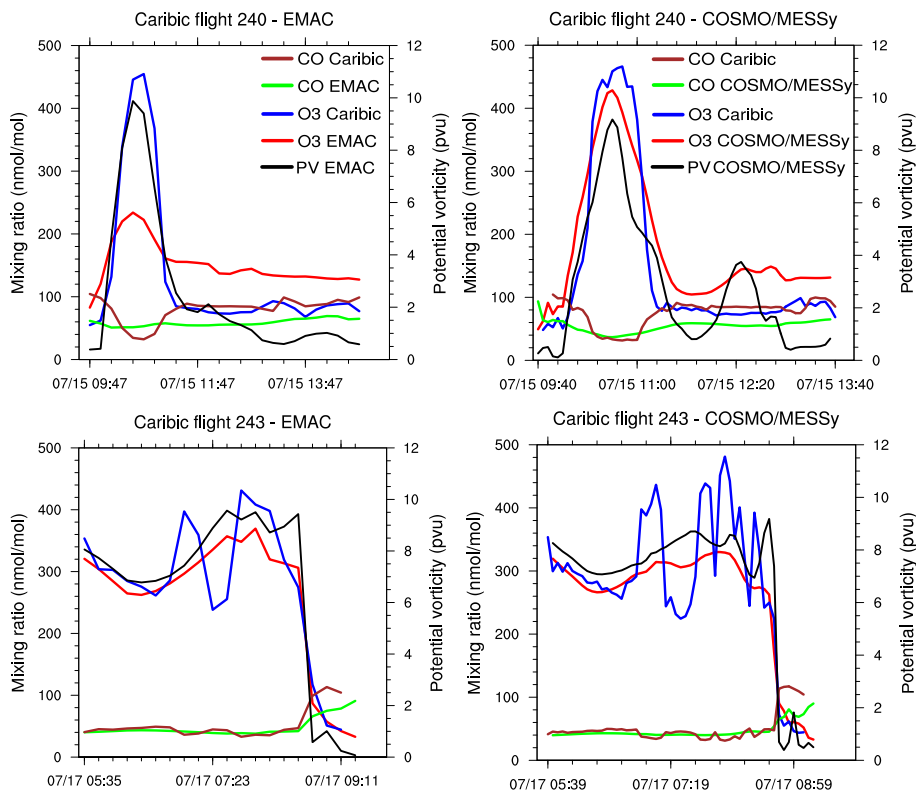 Caribic flight 240 - EMAC
Mixing ratio (nmol/mol)
500
400
300
200
100
0
CO Caribic
CO EMAC
O3 Caribic
O3 EMAC
PV EMAC
12
10
8
6
4
2
0
Potential vorticity (pvu)
07/15 09:47
07/15 11:47
07/15 13:47
Caribic flight 240 - COSMO/MESSy
Mixing ratio (nmol/mol)
500
400
300
200
100
0
CO Caribic
CO COSMO/MESSy
O3 Caribic
O3 COSMO/MESSy
PV COSMO/MESSy
12
10
8
6
4
2
0
Potential vorticity (pvu)
07/15 09:40
07/15 11:00
07/15 12:20
07/15 13:40
Caribic flight 243 - EMAC
Mixing ratio (nmol/mol)
500
400
300
200
100
0
12
10
8
6
4
2
0
Potential vorticity (pvu)
07/17 05:35
07/17 07:23
07/17 09:11
Caribic flight 243 - COSMO/MESSy
Mixing ratio (nmol/mol)
500
400
300
200
100
0
12
10
8
6
4
2
0
Potential vorticity (pvu)
07/17 05:39
07/17 07:19
07/17 08:59